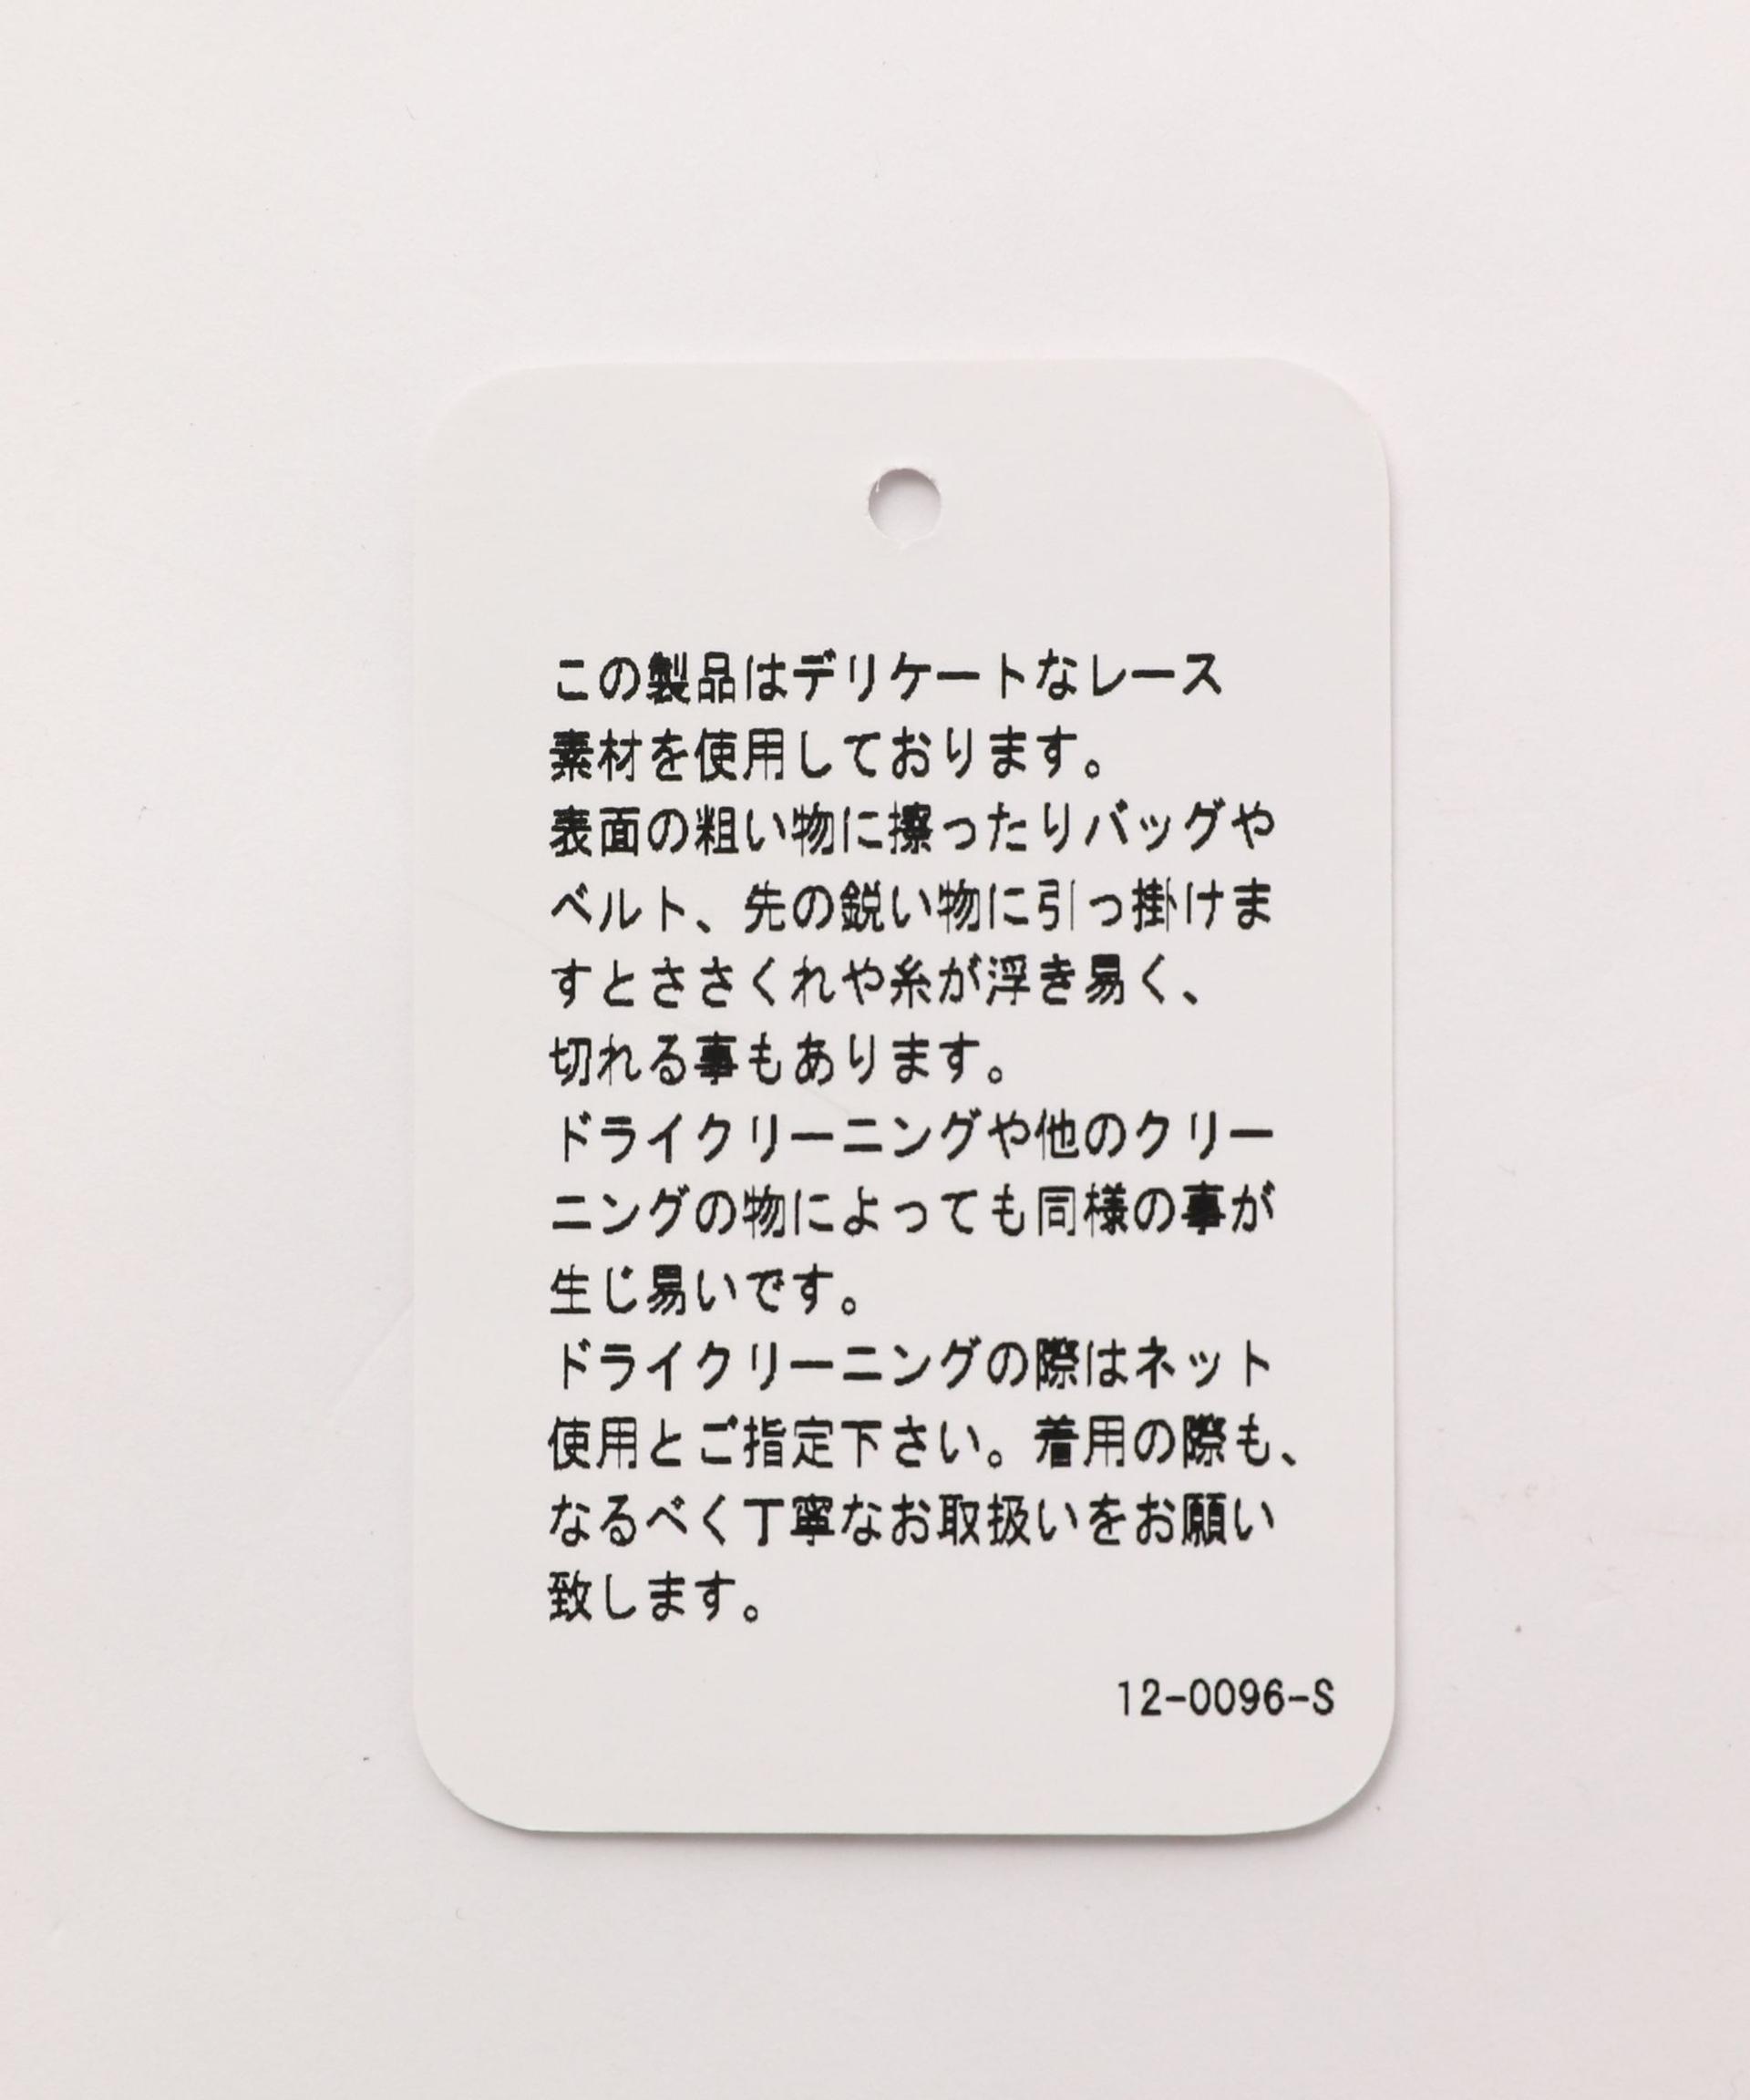 この製品はデリケートなレース
素材を使用しております。
表面の粗い物に擦ったりバッグや
ベルト、先の鋭い物に引っ掛けま
すとささくれや糸が浮き易く、
切れる事もあります。
ドライクリーニングや他のクリー
ニングの物によっても同様の事が
生じ易いです。
ドライクリーニングの際はネット
使用とご指定下さい。着用の際も、
なるべく丁寧なお取扱いをお願い
致します。
12-0096-S